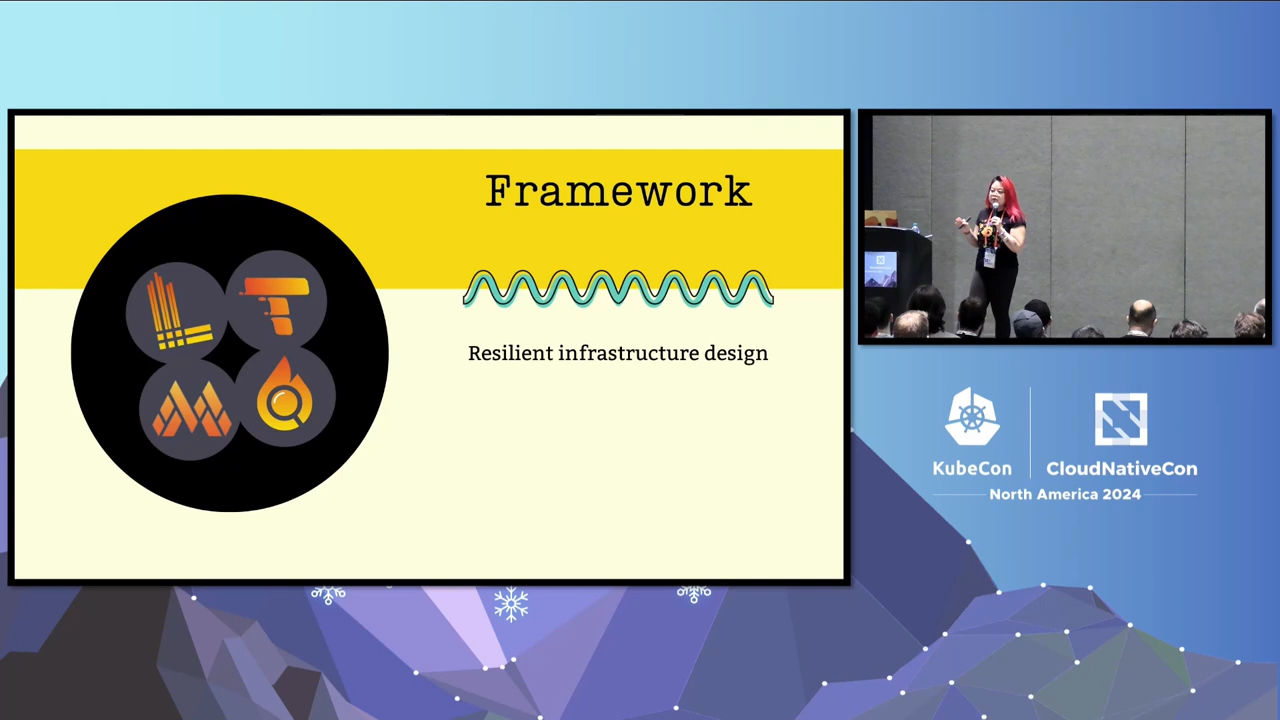 Framework
Resilient infrastructure design
KubeCon
CloudNativeCon
North America 2024